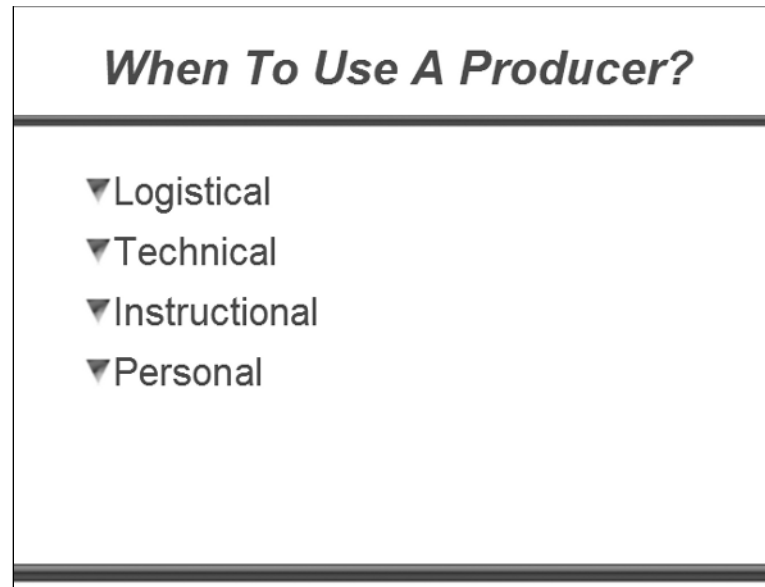 When To Use A Producer?
Logistical
Technical
Instructional
Personal